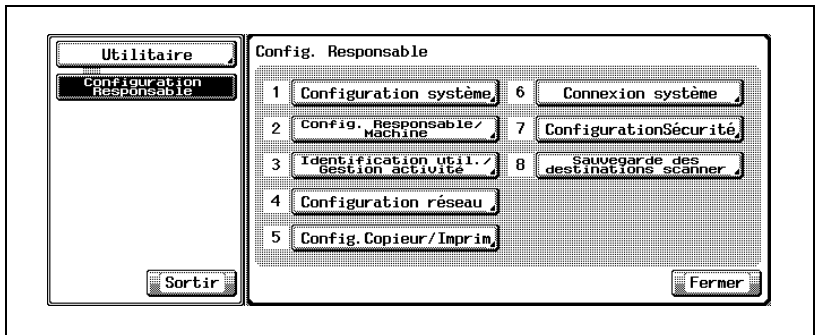 Utilitaire
Configuration
Responsable
Sortir
Config. Responsable
1 Configuration système
2 Config. Responsable/
Machine
3 Identification util./
Gestion activité
4 Configuration réseau
5 Config.Copieur/Imprim
6 Connexion système
7 ConfigurationSécurité
8 Sauvegarde des
destinations scanner
Fermer